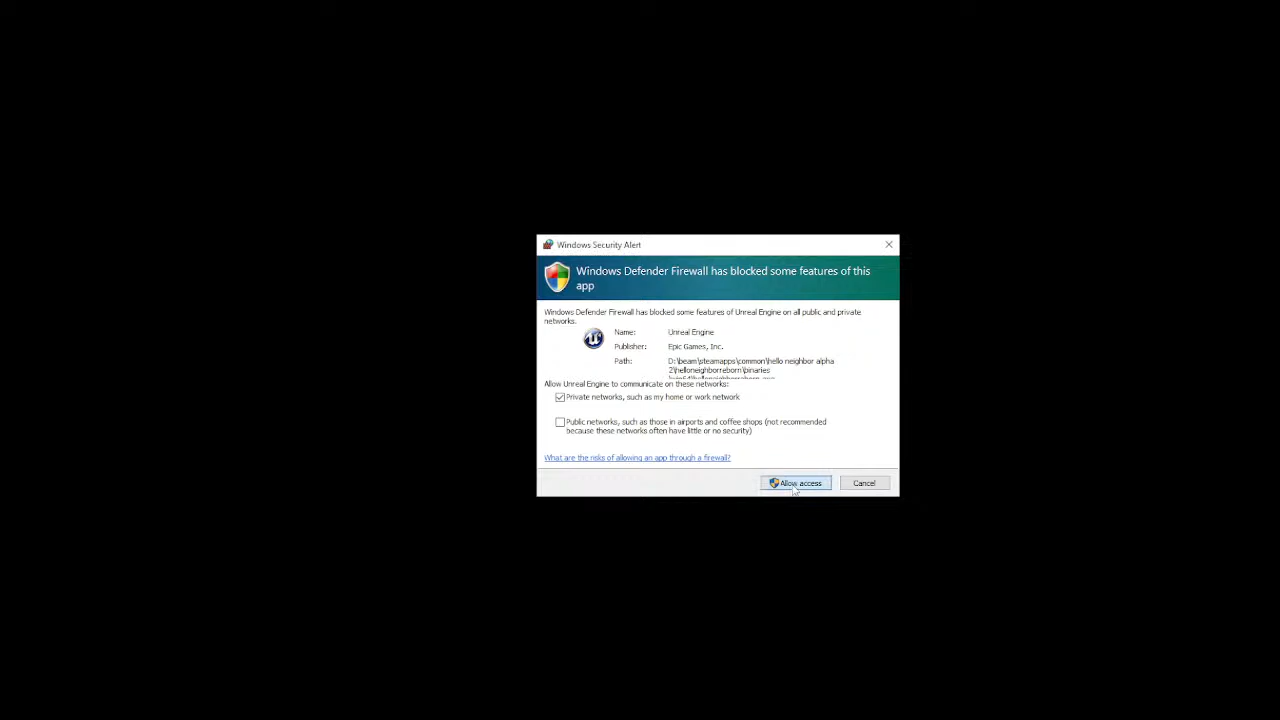 Windows Security Alert
Windows Defender Firewall has blocked some features of this
app
Windows Defender Firewall has blocked some features of Unreal Engine on all public and private
networks.
Name: Unreal Engine
Publisher: Epic Games, Inc.
Path: D:\beam\steamapps\common\hello neighbor alpha
2\helloneighborreborn\binaries
Allow Unreal Engine to communicate on these networks:
Private networks, such as my home or work network
Public networks, such as those in airports and coffee shops (not recommended
because these networks often have little or no security)
What are the risks of allowing an app through a firewall?
Allow access Cancel